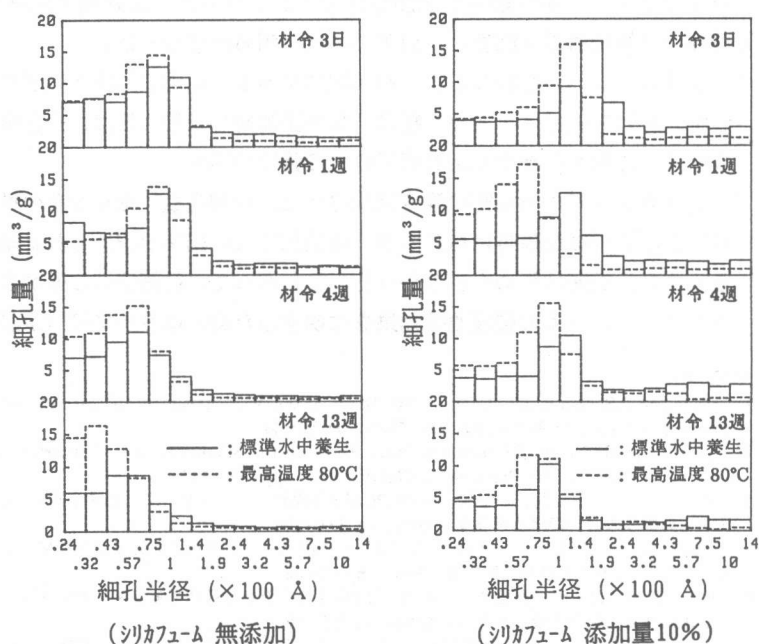 20
15
10
5
材令 3日
20
15
10
5
材令 1週
20
15
10
5
材令 4週
20
15
10
5
0
材令 13週
―― : 標準水中養生
---- : 最高温度 80℃
細孔量 (mm³/g)
.24 .43 .75 1.4 2.4 4.3 7.5 14
.32 .57 1 1.9 3.2 5.7 10
細孔半径 (×100 Å)
(シリカフューム 無添加)
20
15
10
5
材令 3日
20
15
10
5
材令 1週
20
15
10
5
材令 4週
20
15
10
5
0
材令 13週
―― : 標準水中養生
---- : 最高温度 80℃
細孔量 (mm³/g)
.24 .43 .75 1.4 2.4 4.3 7.5 14
.32 .57 1 1.9 3.2 5.7 10
細孔半径 (×100 Å)
(シリカフューム 添加量10%)